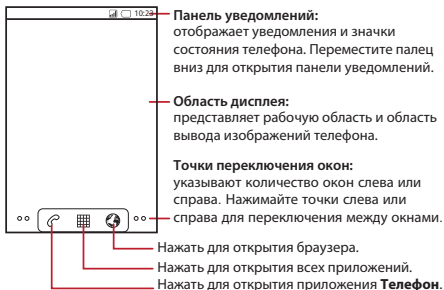 10:23
Панель уведомлений:
отображает уведомления и значки
состояния телефона. Переместите палец
вниз для открытия панели уведомлений.
Область дисплея:
представляет рабочую область и область
вывода изображений телефона.
Точки переключения окон:
указывают количество окон слева или
справа. Нажимайте точки слева или
справа для переключения между окнами.
Нажать для открытия браузера.
Нажать для открытия всех приложений.
Нажать для открытия приложения Телефон.